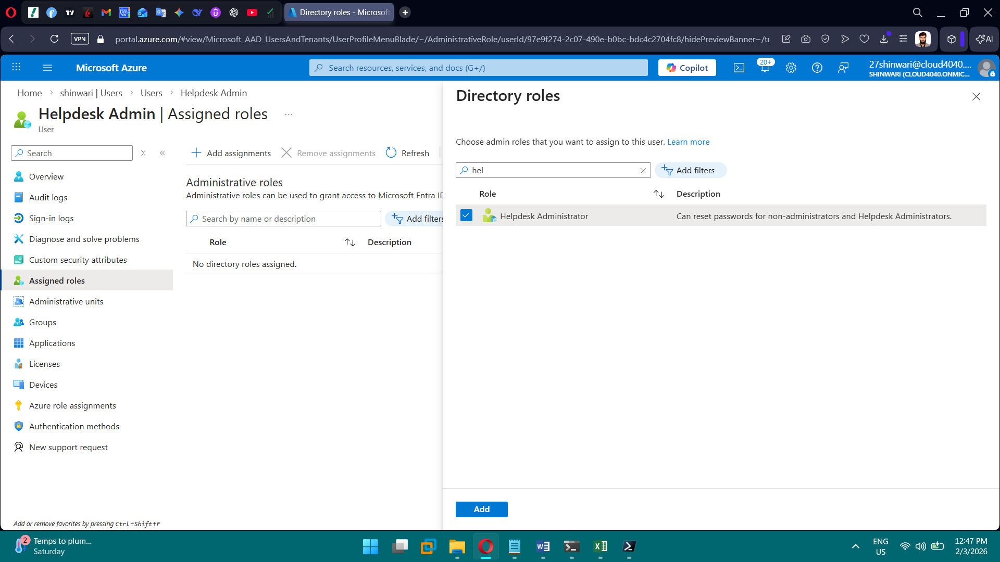 Directory roles - Microsoft
VPN
portal.azure.com/#view/Microsoft_AAD_UsersAndTenants/UserProfileMenuBlade/~/AdministrativeRole/userId/97e9f274-2c07-490e-b0bc-bdc4c2704fc8/hidePreviewBanner~/tr
AI
Microsoft Azure
Search resources, services, and docs (G+/)
Copilot
20+
27shinwari@cloud4040....
SHINWARI (CLOUD4040.ONMIC...
Home > shinwari | Users > Users > Helpdesk Admin
Helpdesk Admin | Assigned roles ...
User
Search
Overview
Audit logs
Sign-in logs
Diagnose and solve problems
Custom security attributes
Assigned roles
Administrative units
Groups
Applications
Licenses
Devices
Azure role assignments
Authentication methods
New support request
Add or remove favorites by pressing Ctrl+Shift+F
Add assignments
Remove assignments
Refresh
Administrative roles
Administrative roles can be used to grant access to Microsoft Entra ID
Search by name or description
Add filters
Role
Description
No directory roles assigned.
Directory roles
Choose admin roles that you want to assign to this user. Learn more
hel
Add filters
Role
Description
Helpdesk Administrator
Can reset passwords for non-administrators and Helpdesk Administrators.
Add
2
Temps to plum...
Saturday
ENG
US
12:47 PM
2/3/2026